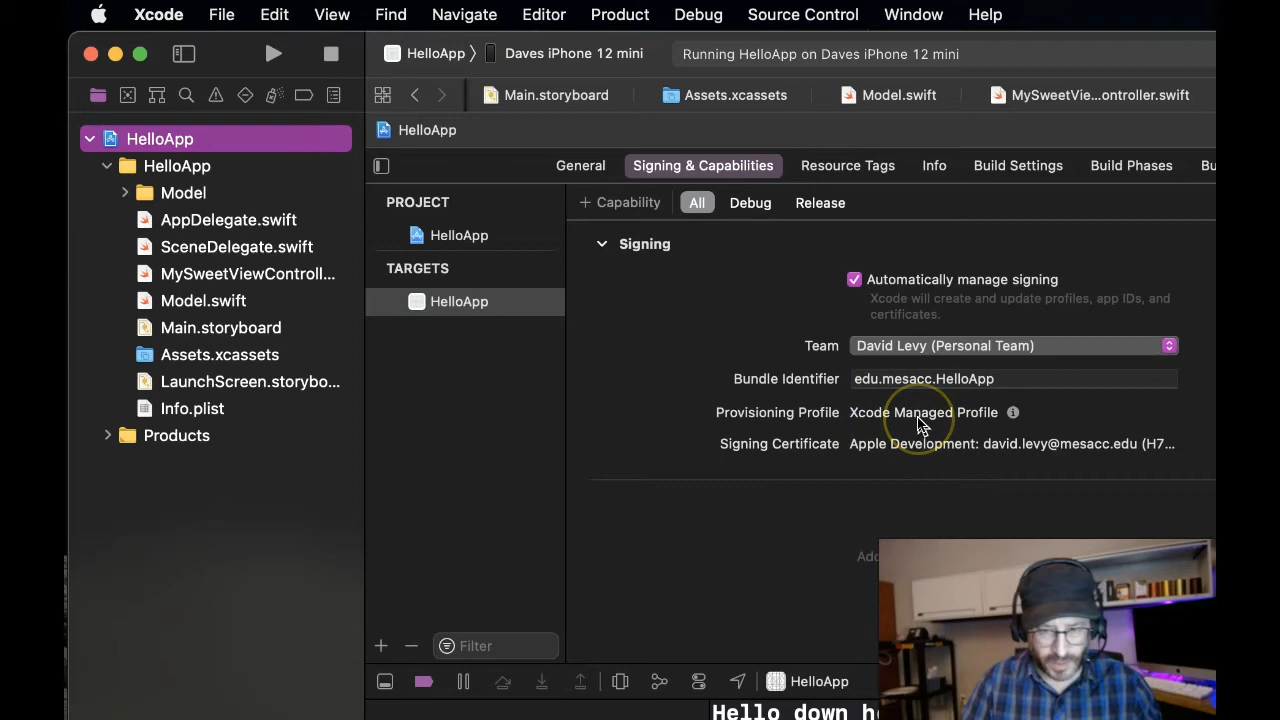 Xcode File Edit View Find Navigate Editor Product Debug Source Control Window Help
HelloApp Daves iPhone 12 mini Running HelloApp on Daves iPhone 12 mini
Main.storyboard Assets.xcassets Model.swift MySweetVie...ontroller.swift
HelloApp
General Signing & Capabilities Resource Tags Info Build Settings Build Phases Bu
HelloApp
HelloApp
Model
AppDelegate.swift
SceneDelegate.swift
MySweetViewControll...
Model.swift
Main.storyboard
Assets.xcassets
LaunchScreen.storybo...
Info.plist
Products
PROJECT
HelloApp
TARGETS
HelloApp
Filter
+ Capability All Debug Release
Signing
Automatically manage signing
Xcode will create and update profiles, app IDs, and
certificates.
Team David Levy (Personal Team)
Bundle Identifier edu.mesacc.HelloApp
Provisioning Profile Xcode Managed Profile
Signing Certificate Apple Development: david.levy@mesacc.edu (H7...
HelloApp
Hello down